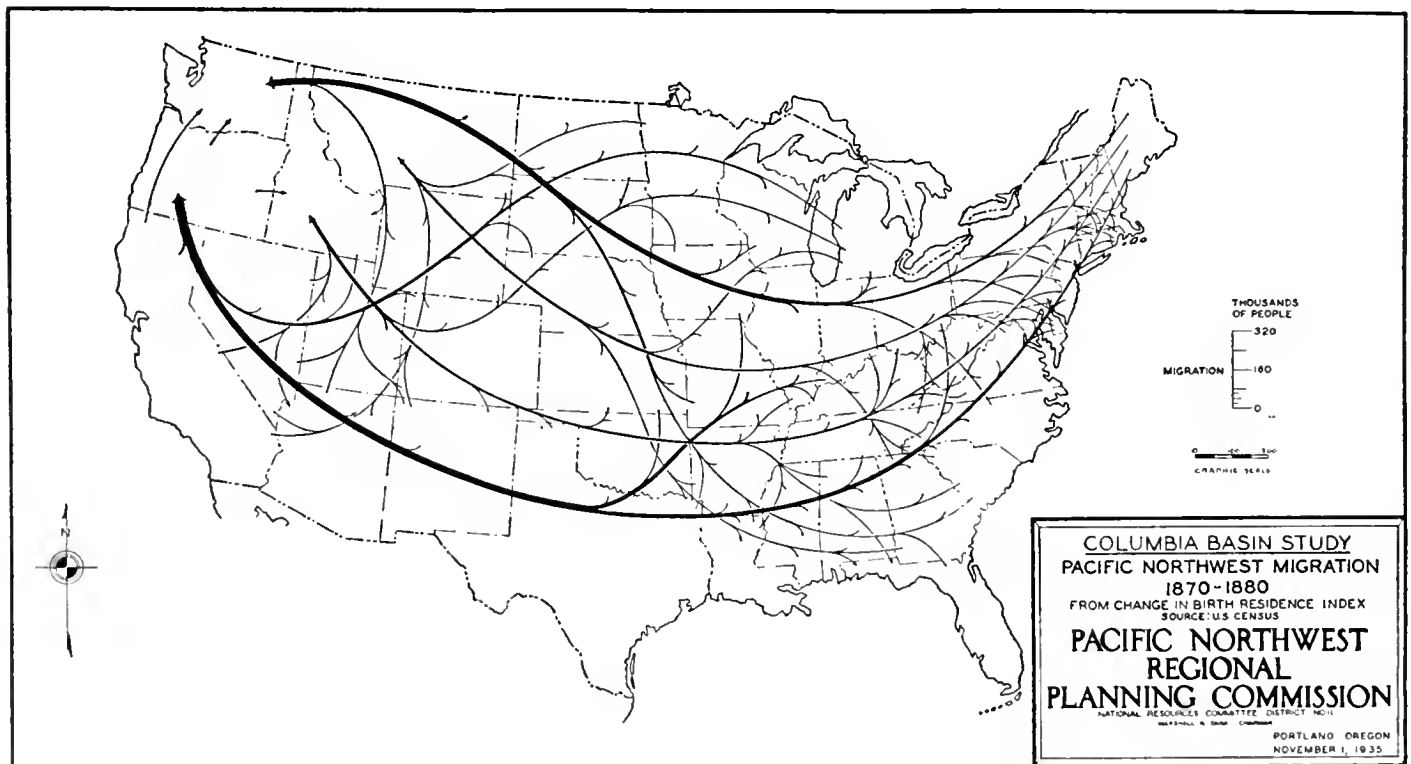 N
THOUSANDS
OF PEOPLE
320
MIGRATION
160
0
0
GRAPHIC SCALE
COLUMBIA BASIN STUDY
PACIFIC NORTHWEST MIGRATION
1870-1880
FROM CHANGE IN BIRTH RESIDENCE INDEX
SOURCE: U.S CENSUS
PACIFIC NORTHWEST
REGIONAL
PLANNING COMMISSION
NATIONAL RESOURCES COMMITTEE DISTRICT NO.11
CHAIRMAN
PORTLAND OREGON
NOVEMBER 1, 1935